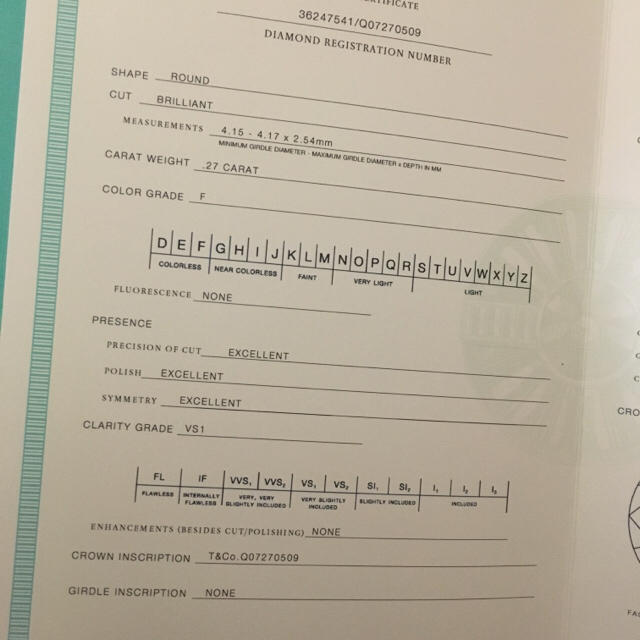 CERTIFICATE
36247541/Q07270509
DIAMOND REGISTRATION NUMBER
SHAPE ROUND
CUT BRILLIANT
MEASUREMENTS 4.15 - 4.17 x 2.54mm
MINIMUM GIRDLE DIAMETER - MAXIMUM GIRDLE DIAMETER x DEPTH IN MM
CARAT WEIGHT .27 CARAT
COLOR GRADE F
D E F G H I J K L M N O P Q R S T U V W X Y Z
COLORLESS NEAR COLORLESS FAINT VERY LIGHT LIGHT
FLUORESCENCE NONE
PRESENCE
PRECISION OF CUT EXCELLENT
POLISH EXCELLENT
SYMMETRY EXCELLENT
CLARITY GRADE VS1
FL IF VVS1 VVS2 VS1 VS2 SI1 SI2 I1 I2 I3
FLAWLESS INTERNALLY FLAWLESS VERY, VERY SLIGHTLY INCLUDED VERY SLIGHTLY INCLUDED SLIGHTLY INCLUDED INCLUDED
ENHANCEMENTS (BESIDES CUT/POLISHING) NONE
CROWN INSCRIPTION T&Co.Q07270509
GIRDLE INSCRIPTION NONE
CRO
FAC